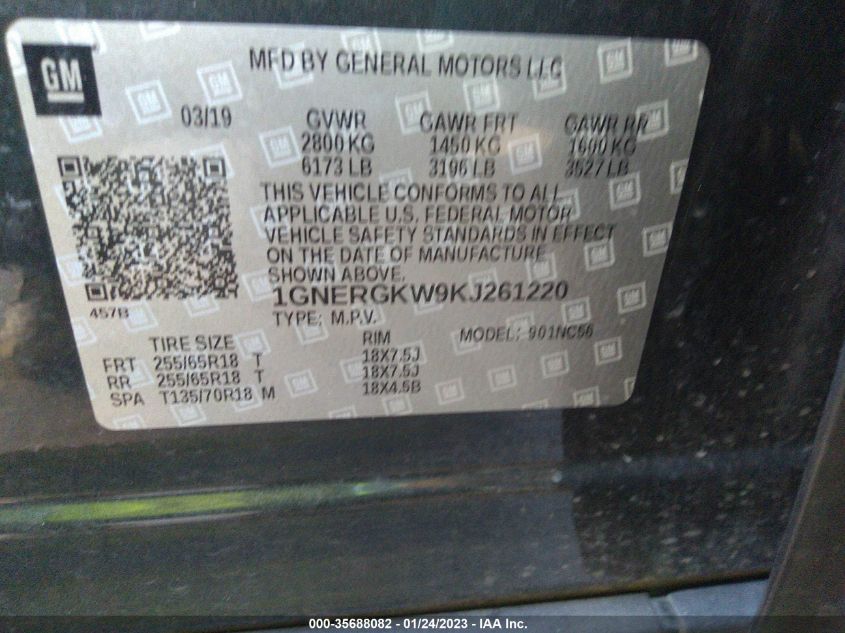 GM
MFD BY GENERAL MOTORS LLC
03/19 GVWR GAWR FRT GAWR RR
2800 KG 1450 KG 1600 KG
6173 LB 3196 LB 3527 LB
THIS VEHICLE CONFORMS TO ALL
APPLICABLE U.S. FEDERAL MOTOR
VEHICLE SAFETY STANDARDS IN EFFECT
ON THE DATE OF MANUFACTURE
SHOWN ABOVE.
1GNERGKW9KJ261220
457B
TYPE: M.P.V. MODEL: 901NC56
TIRE SIZE RIM
FRT 255/65R18 T 18X7.5J
RR 255/65R18 T 18X7.5J
SPA T135/70R18 M 18X4.5B
000-35688082 - 01/24/2023 - IAA Inc.